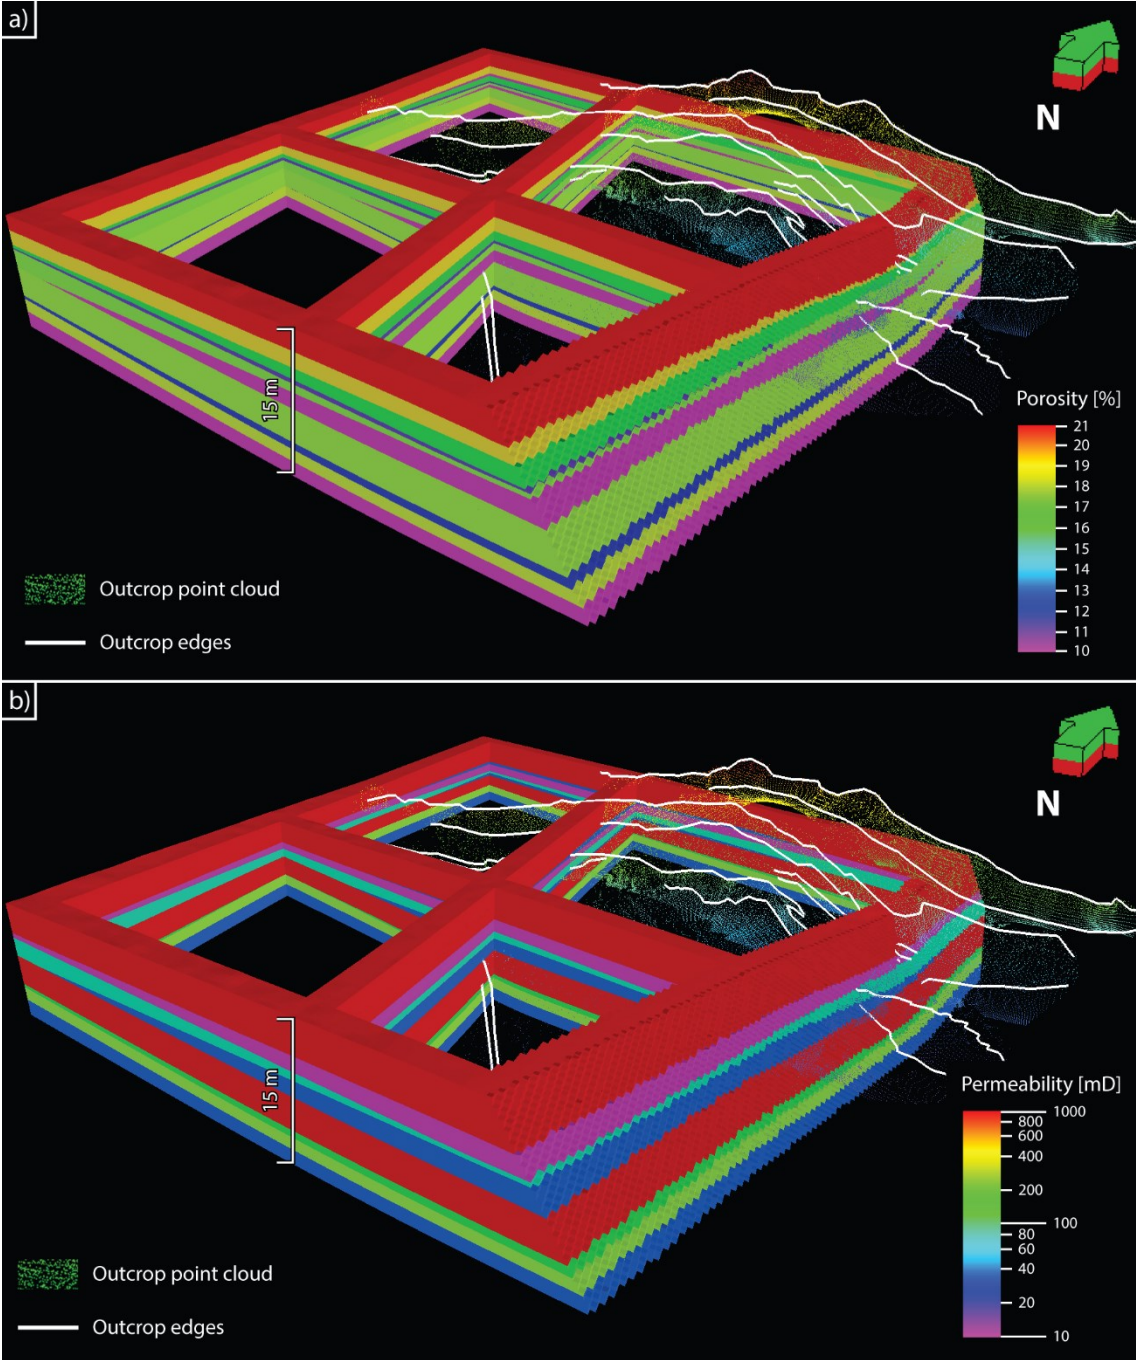 a)
N
15 m
Porosity [%]
21
20
19
18
17
16
15
14
13
12
11
10
Outcrop point cloud
Outcrop edges
b)
N
15 m
Permeability [mD]
1000
800
600
400
200
100
80
60
40
20
10
Outcrop point cloud
Outcrop edges